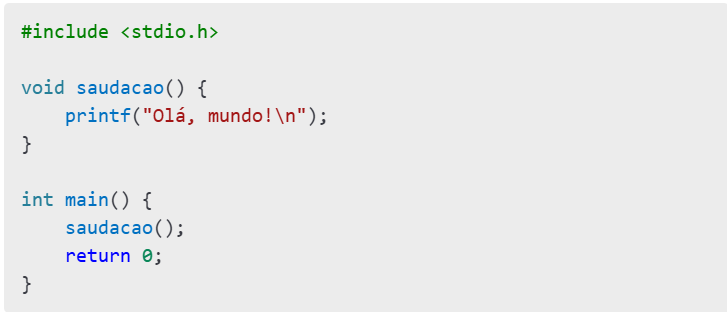 #include <stdio.h>

void saudacao() {
    printf("Olá, mundo!\n");
}

int main() {
    saudacao();
    return 0;
}